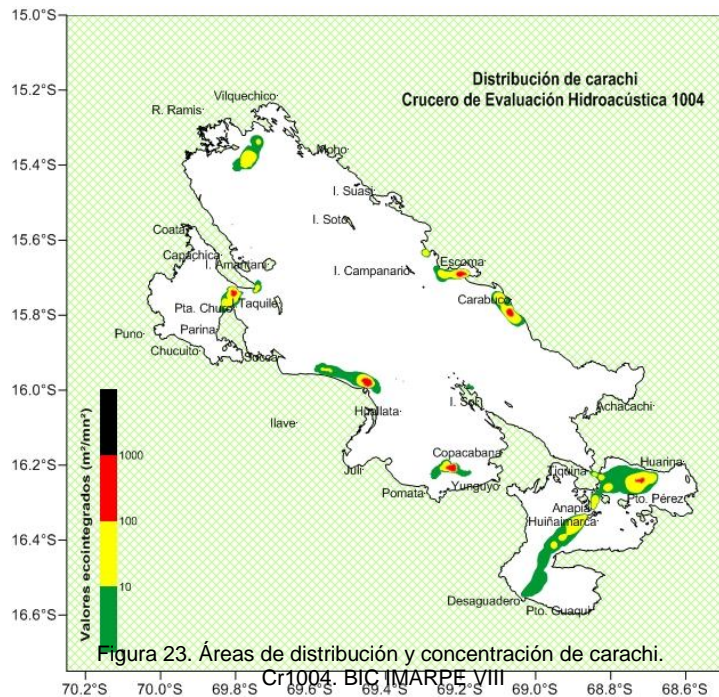 15.0°S
15.2°S
15.4°S
15.6°S
15.8°S
16.0°S
16.2°S
16.4°S
16.6°S
Distribución de carachi
Crucero de Evaluación Hidroacústica 1004
Vilquechico
R. Ramis
Moho
I. Suasi
I. Soto
Coata
Capachica
I. Amantani
I. Campanario
Escoma
Carabuco
Pta. Churo
Taquile
Puno
Parina
Chucuito
Socca
Ilave
Huallata
I. Sol
Achacachi
Juli
Copacabana
Pomata
Yunguyo
Tiquina
Huarina
Pto. Pérez
Anapia
Huiñaimarca
Desaguadero
Pto. Guaqui
Valores ecointegrados (m²/mn²)
1000
100
10
Figura 23. Áreas de distribución y concentración de carachi.
Cr1004. BIC IMARPE VIII
70.2°S 70.0°S 69.8°S 69.6°S 69.4°S 69.2°S 69.0°S 68.8°S 68.6°S